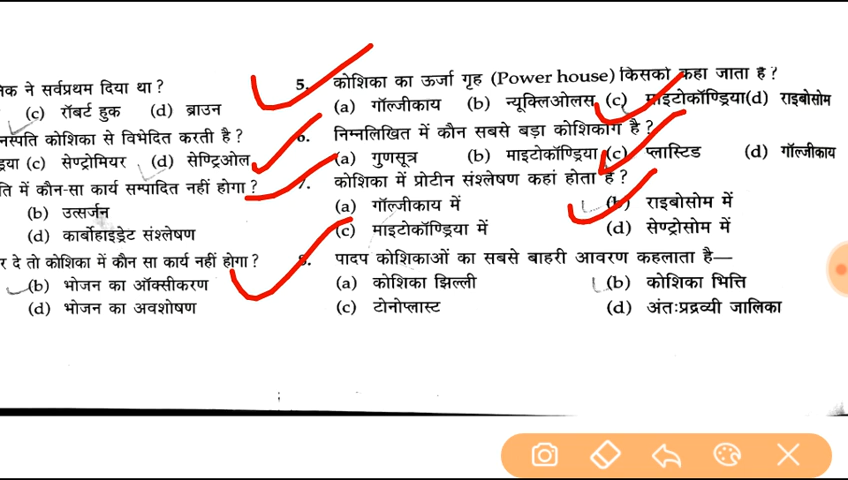 निक ने सर्वप्रथम दिया था ?
(c) रॉबर्ट हुक (d) ब्राउन
नस्पति कोशिका से विभेदित करती है ?
ड्रया (c) सेण्ट्रोमियर (d) सेण्ट्रिओल
ति में कौन-सा कार्य सम्पादित नहीं होगा ?
(b) उत्सर्जन
(d) कार्बोहाइड्रेट संश्लेषण
र दे तो कोशिका में कौन सा कार्य नहीं होगा ?
(b) भोजन का ऑक्सीकरण
(d) भोजन का अवशोषण
5. कोशिका का ऊर्जा गृह (Power house) किसको कहा जाता है ?
(a) गॉल्जीकाय (b) न्यूक्लिओलस (c) माइटोकॉण्ड्रिया(d) राइबोसोम
6. निम्नलिखित में कौन सबसे बड़ा कोशिकांग है ?
(a) गुणसूत्र (b) माइटोकॉण्ड्रिया (c) प्लास्टिड (d) गॉल्जीकाय
7. कोशिका में प्रोटीन संश्लेषण कहां होता है ?
(a) गॉल्जीकाय में (b) राइबोसोम में
(c) माइटोकॉण्ड्रिया में (d) सेण्ट्रोसोम में
8. पादप कोशिकाओं का सबसे बाहरी आवरण कहलाता है—
(a) कोशिका झिल्ली (b) कोशिका भित्ति
(c) टोनोप्लास्ट (d) अंतःप्रद्रव्यी जालिका